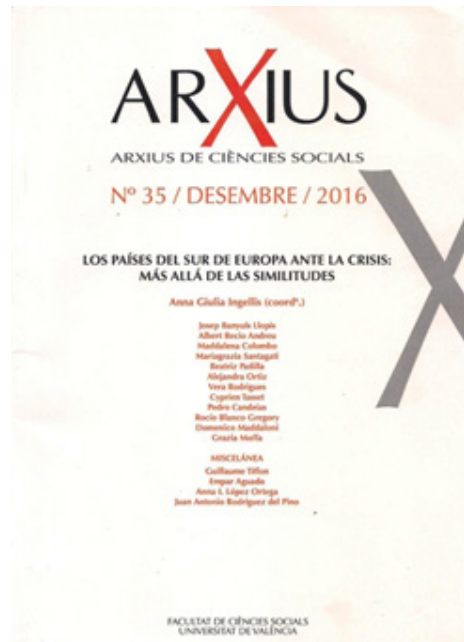 ARXIUS
ARXIUS DE CIÈNCIES SOCIALS
Nº 35 / DESEMBRE / 2016
LOS PAÍSES DEL SUR DE EUROPA ANTE LA CRISIS:
MÁS ALLÁ DE LAS SIMILITUDES
Anna Giulia Ingellis (coordª.)
Josep Banyuls Llopis
Albert Recio Andreu
Maddalena Colombo
Mariagrazia Santagati
Beatriz Padilla
Alejandra Ortiz
Vera Rodrigues
Cyprien Tasset
Pedro Candeias
Rocío Blanco Gregory
Domenico Maddaloni
Grazia Moffa
MISCELÁNEA
Guillaume Tiffon
Empar Aguado
Anna I. López Ortega
Juan Antonio Rodríguez del Pino
X
FACULTAT DE CIÈNCIES SOCIALS
UNIVERSITAT DE VALÈNCIA